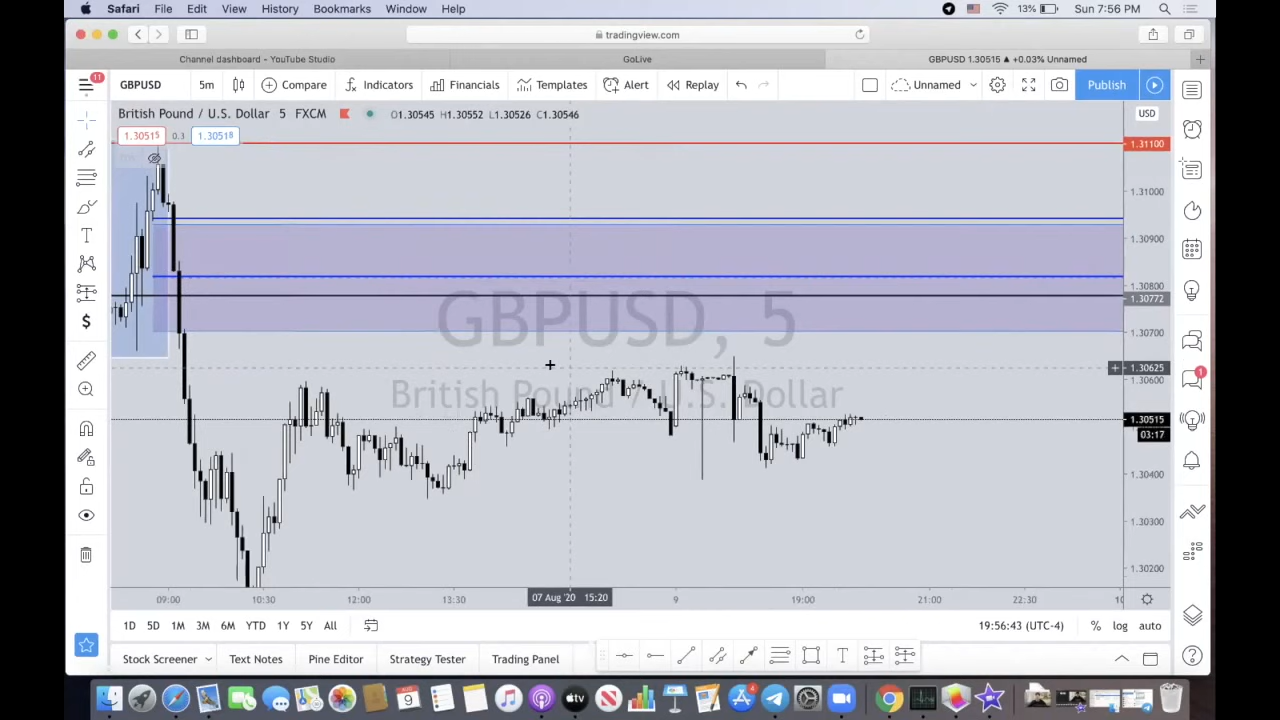 Safari File Edit View History Bookmarks Window Help 13% Sun 7:56 PM
tradingview.com
Channel dashboard - YouTube Studio GoLive GBPUSD 1.30515 ▲ +0.03% Unnamed
11 GBPUSD 5m Compare Indicators Financials Templates Alert Replay Unnamed Publish
British Pound / U.S. Dollar 5 FXCM O1.30545 H1.30552 L1.30526 C1.30546 USD
1.30515 0.3 1.30518
1.31100
1.31000
1.30900
1.30800
1.30772
1.30700
GBPUSD, 5
1.30625
1.30600
1
British Pound / U.S. Dollar
1.30515
03:17
1.30400
1.30300
1.30200
09:00 10:30 12:00 13:30 07 Aug '20 15:20 9 19:00 21:00 22:30
1D 5D 1M 3M 6M YTD 1Y 5Y All 19:56:43 (UTC-4) % log auto
Stock Screener Text Notes Pine Editor Strategy Tester Trading Panel
9 4
tv